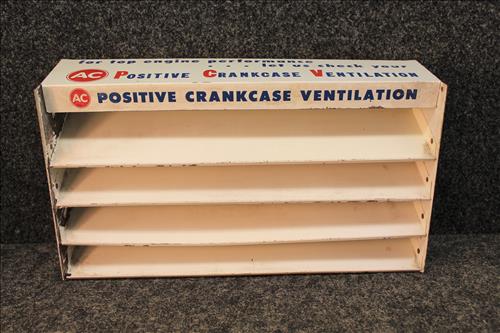 for top engine performance
. . . let us check your
AC POSITIVE CRANKCASE VENTILATION
AC POSITIVE CRANKCASE VENTILATION